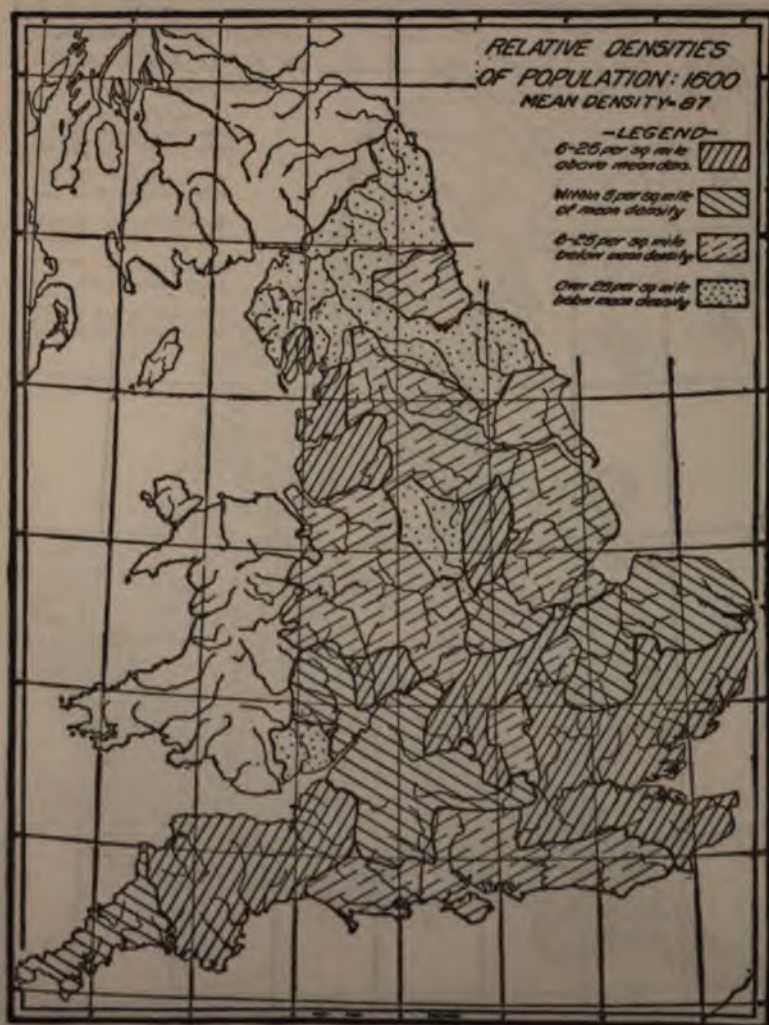 RELATIVE DENSITIES
OF POPULATION: 1600
MEAN DENSITY=87
-LEGEND-
6-25 per sq mile
above mean den.
Within 5 per sq mile
of mean density
6-25 per sq mile
below mean density
Over 25 per sq mile
below mean density